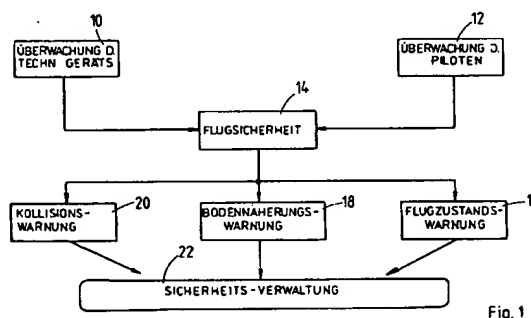 10
12
ÜBERWACHUNG D.
TECHN GERÄTS
ÜBERWACHUNG D.
PILOTEN
14
FLUGSICHERHEIT
KOLLISIONS-
WARNUNG
20
BODENNÄHERUNGS-
WARNUNG
18
FLUGZUSTANDS-
WARNUNG
22
SICHERHEITS-VERWALTUNG
Fig. 1